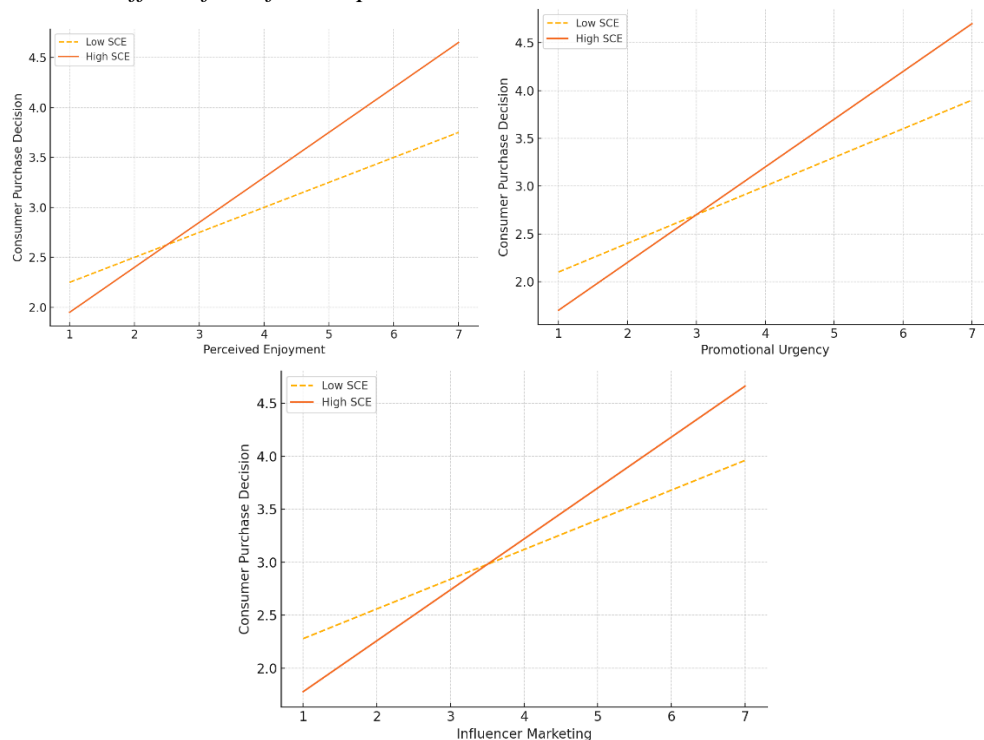 Low SCE
High SCE
4.5
4.0
3.5
3.0
2.5
2.0
Consumer Purchase Decision
1 2 3 4 5 6 7
Perceived Enjoyment
Low SCE
High SCE
4.5
4.0
3.5
3.0
2.5
2.0
Consumer Purchase Decision
1 2 3 4 5 6 7
Promotional Urgency
Low SCE
High SCE
4.5
4.0
3.5
3.0
2.5
2.0
Consumer Purchase Decision
1 2 3 4 5 6 7
Influencer Marketing